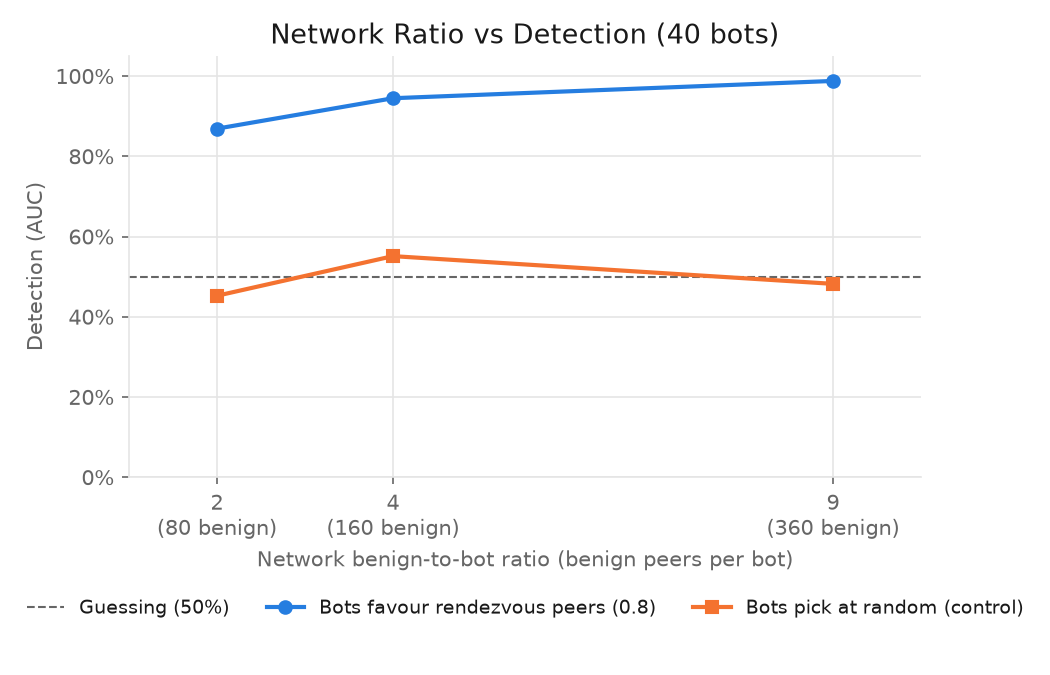 Network Ratio vs Detection (40 bots)
100%
80%
60%
40%
20%
0%
Detection (AUC)
2 4 9
(80 benign) (160 benign) (360 benign)
Network benign-to-bot ratio (benign peers per bot)
Guessing (50%) Bots favour rendezvous peers (0.8) Bots pick at random (control)